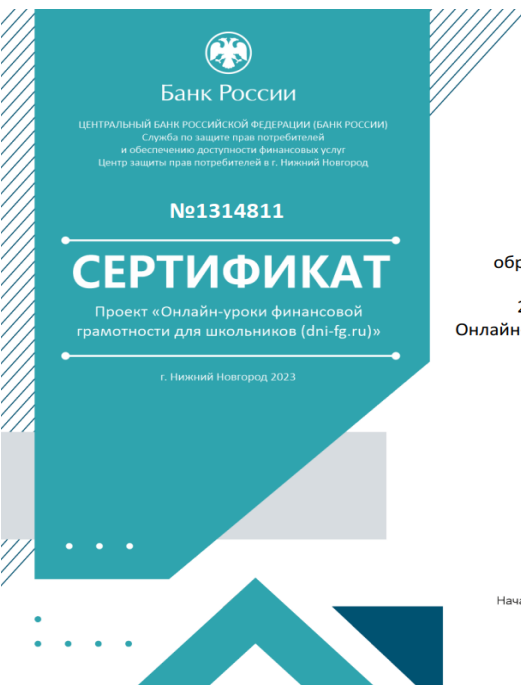 Банк России
ЦЕНТРАЛЬНЫЙ БАНК РОССИЙСКОЙ ФЕДЕРАЦИИ (БАНК РОССИИ)
Служба по защите прав потребителей
и обеспечению доступности финансовых услуг
Центр защиты прав потребителей в г. Нижний Новгород
№1314811
СЕРТИФИКАТ
Проект «Онлайн-уроки финансовой
грамотности для школьников (dni-fg.ru)»
г. Нижний Новгород 2023
обр
2
Онлайн
Нача